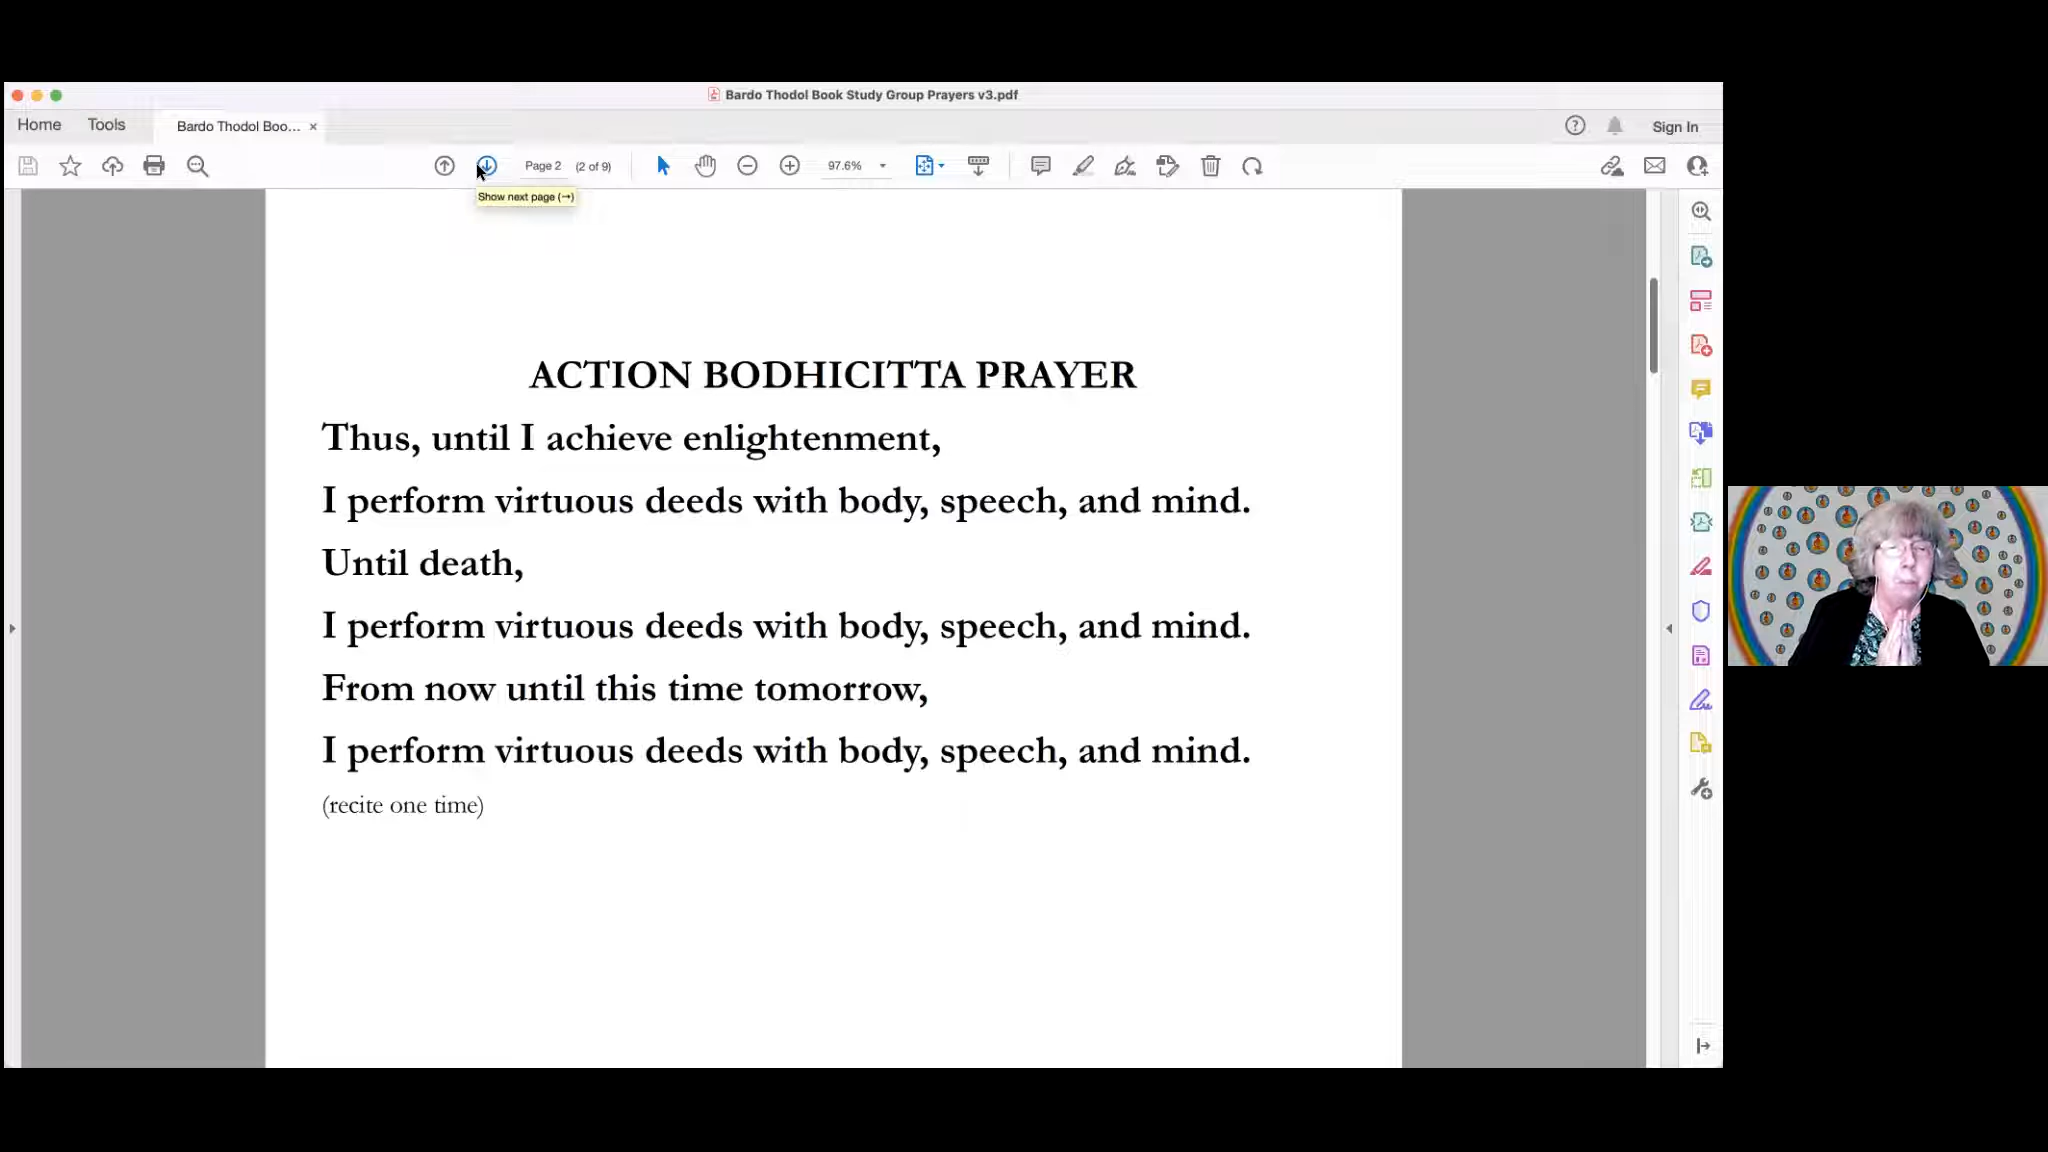 Bardo Thodol Book Study Group Prayers v3.pdf
Home Tools Bardo Thodol Boo... × Sign In
Page 2 (2 of 9) 97.6%
Show next page (→)
ACTION BODHICITTA PRAYER
Thus, until I achieve enlightenment,
I perform virtuous deeds with body, speech, and mind.
Until death,
I perform virtuous deeds with body, speech, and mind.
From now until this time tomorrow,
I perform virtuous deeds with body, speech, and mind.
(recite one time)